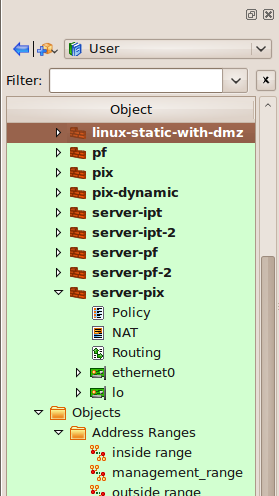 User
Filter:
x
Object
linux-static-with-dmz
pf
pix
pix-dynamic
server-ipt
server-ipt-2
server-pf
server-pf-2
server-pix
Policy
NAT
Routing
ethernet0
lo
Objects
Address Ranges
inside range
management_range
outside range